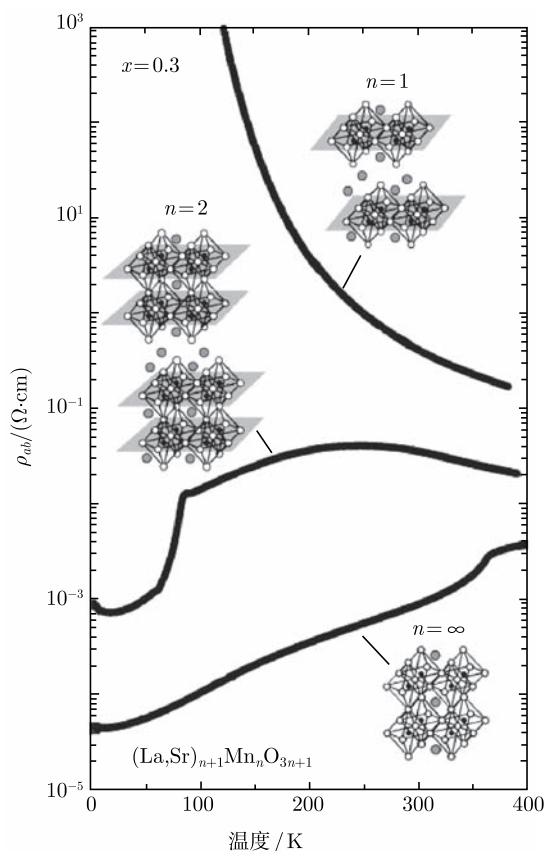 10³
x=0.3
n=1
10¹
n=2
ρab/(Ω·cm)
10⁻¹
10⁻³
n=∞
(La,Sr)n+1MnnO3n+1
10⁻⁵
0
100
200
300
400
温度/K